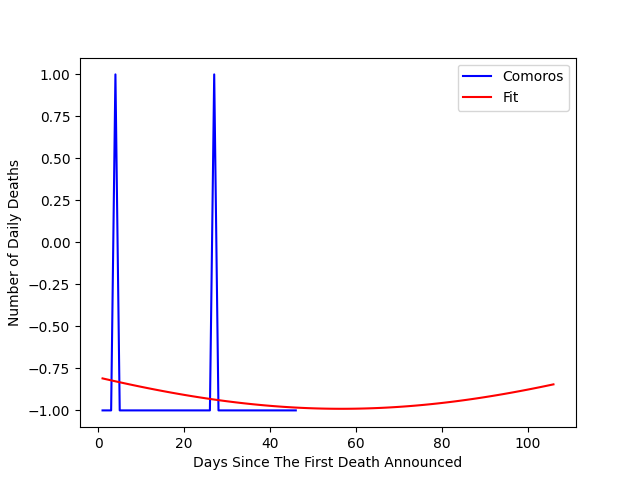 Comoros
Fit
1.00
0.75
0.50
0.25
0.00
−0.25
−0.50
−0.75
−1.00
Number of Daily Deaths
0 20 40 60 80 100
Days Since The First Death Announced